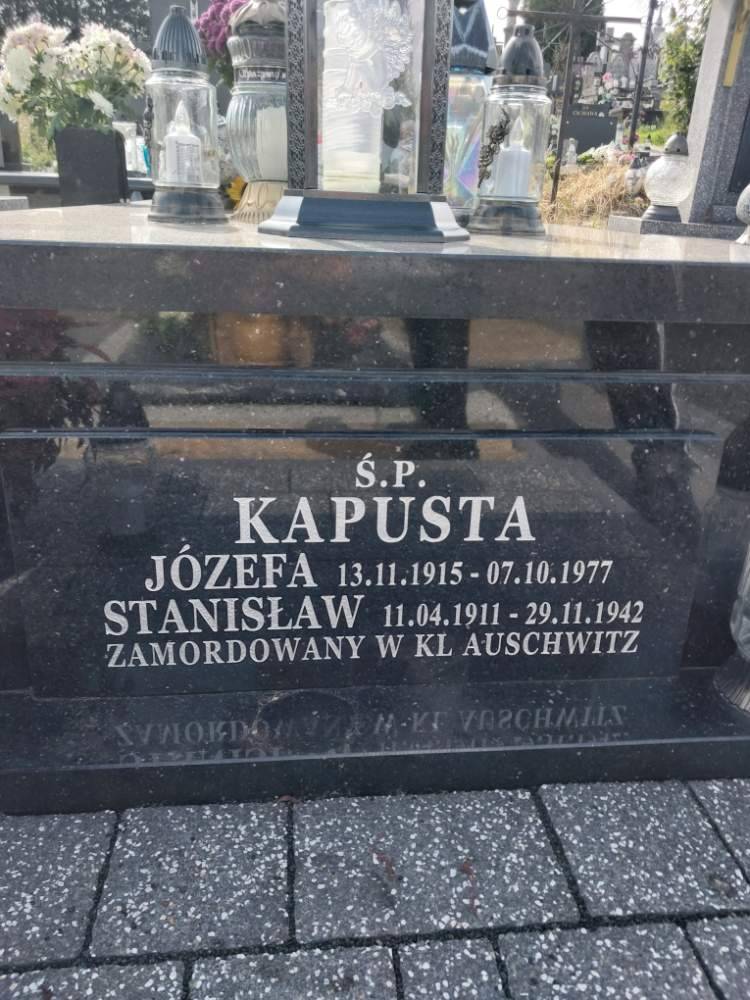 Ś.P.
KAPUSTA
JÓZEFA 13.11.1915 - 07.10.1977
STANISŁAW 11.04.1911 - 29.11.1942
ZAMORDOWANY W KL AUSCHWITZ